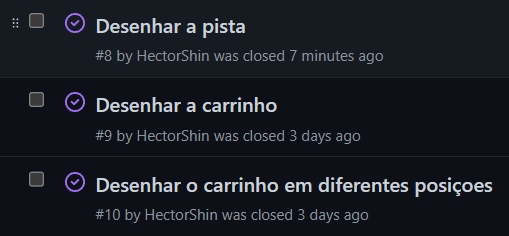 Desenhar a pista
#8 by HectorShin was closed 7 minutes ago
Desenhar a carrinho
#9 by HectorShin was closed 3 days ago
Desenhar o carrinho em diferentes posiçoes
#10 by HectorShin was closed 3 days ago